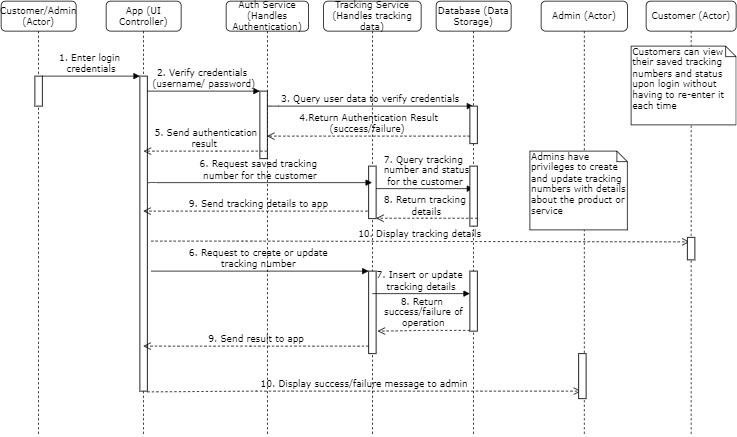 Customer/Admin
(Actor)
App (UI
Controller)
Auth Service
(Handles
Authentication)
Tracking Service
(Handles tracking
data)
Database (Data
Storage)
Admin (Actor)
Customer (Actor)
Customers can view
their saved tracking
numbers and status
upon login without
having to re-enter it
each time
1. Enter login
credentials
2. Verify credentials
(username/ password)
3. Query user data to verify credentials
4.Return Authentication Result
(success/failure)
5. Send authentication
result
6. Request saved tracking
number for the customer
7. Query tracking
number and status
for the customer
Admins have
privileges to create
and update tracking
numbers with details
about the product or
service
8. Return tracking
details
9. Send tracking details to app
10. Display tracking details
6. Request to create or update
tracking number
7. Insert or update
tracking details
8. Return
success/failure of
operation
9. Send result to app
10. Display success/failure message to admin